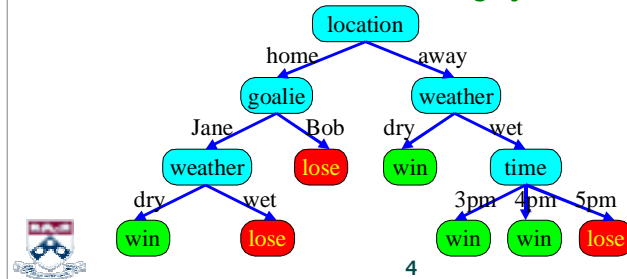 location
home away
goalie weather
Jane Bob dry wet
weather lose win time
dry wet 3pm 4pm 5pm
win lose win win lose
4